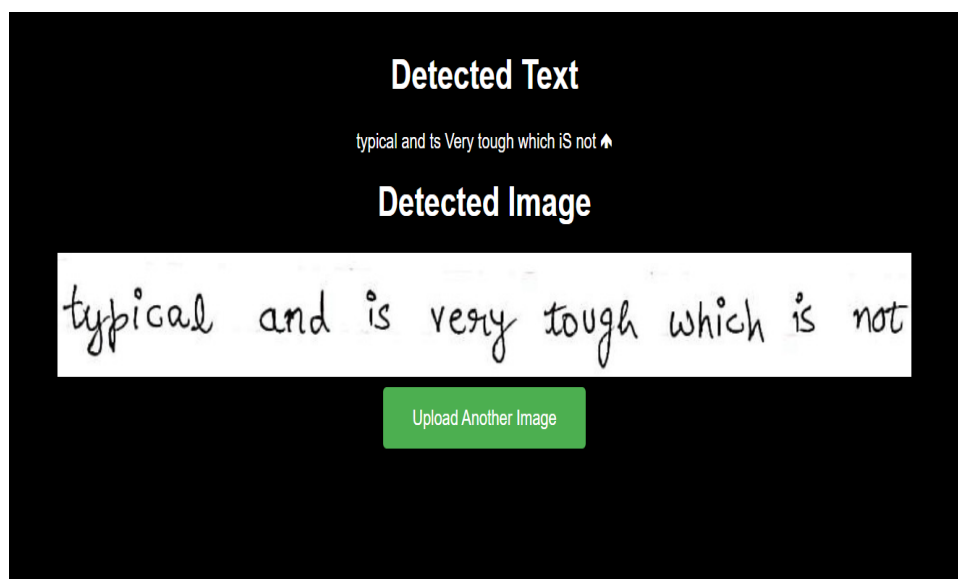 Detected Text
typical and ts Very tough which iS not ↑
Detected Image
typical and is very tough which is not
Upload Another Image